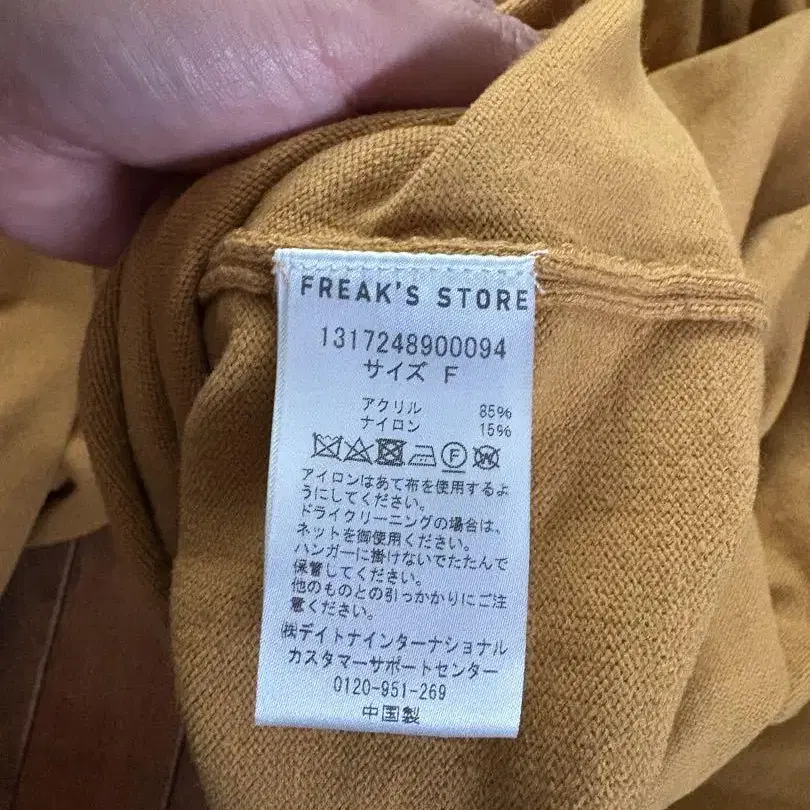 FREAK'S STORE
1317248900094
サイズ F
アクリル 85%
ナイロン 15%
アイロンはあて布を使用するよ
うにしてください。
ドライクリーニングの場合は、
ネットを御使用ください。
ハンガーに掛けないでたたんで
保管してください。
他のものとの引っかかりにご注
意ください。
㈱デイトナインターナショナル
カスタマーサポートセンター
0120-951-269
中国製